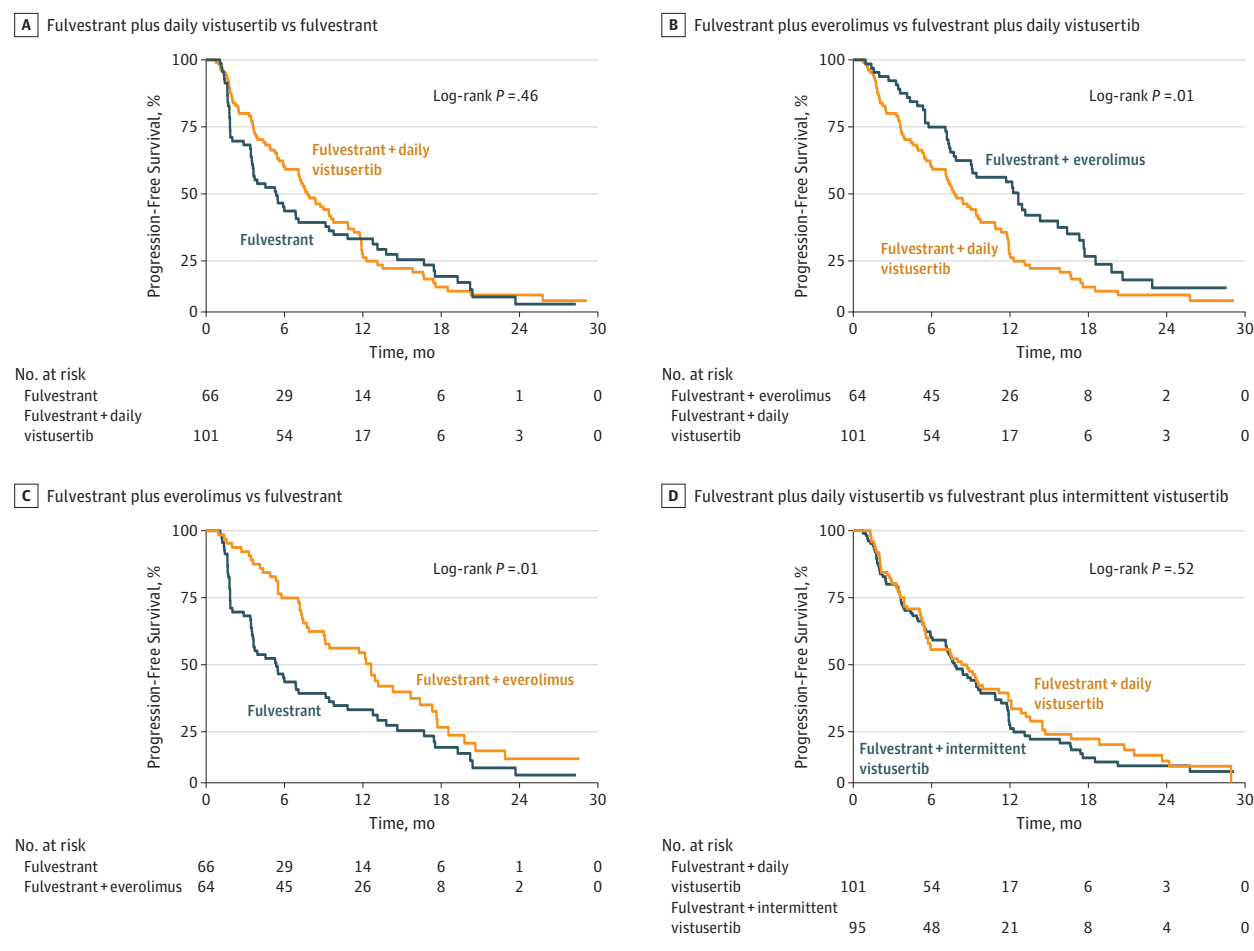 A Fulvestrant plus daily vistusertib vs fulvestrant
100
75
50
25
0
Progression-Free Survival, %
Log-rank P =.46
Fulvestrant + daily
vistusertib
Fulvestrant
0 6 12 18 24 30
Time, mo
No. at risk
Fulvestrant 66 29 14 6 1 0
Fulvestrant + daily
vistusertib 101 54 17 6 3 0
B Fulvestrant plus everolimus vs fulvestrant plus daily vistusertib
100
75
50
25
0
Progression-Free Survival, %
Log-rank P =.01
Fulvestrant + everolimus
Fulvestrant + daily
vistusertib
0 6 12 18 24 30
Time, mo
No. at risk
Fulvestrant + everolimus 64 45 26 8 2 0
Fulvestrant + daily
vistusertib 101 54 17 6 3 0
C Fulvestrant plus everolimus vs fulvestrant
100
75
50
25
0
Progression-Free Survival, %
Log-rank P =.01
Fulvestrant + everolimus
Fulvestrant
0 6 12 18 24 30
Time, mo
No. at risk
Fulvestrant 66 29 14 6 1 0
Fulvestrant + everolimus 64 45 26 8 2 0
D Fulvestrant plus daily vistusertib vs fulvestrant plus intermittent vistusertib
100
75
50
25
0
Progression-Free Survival, %
Log-rank P =.52
Fulvestrant + daily
vistusertib
Fulvestrant + intermittent
vistusertib
0 6 12 18 24 30
Time, mo
No. at risk
Fulvestrant + daily
vistusertib 101 54 17 6 3 0
Fulvestrant + intermittent
vistusertib 95 48 21 8 4 0